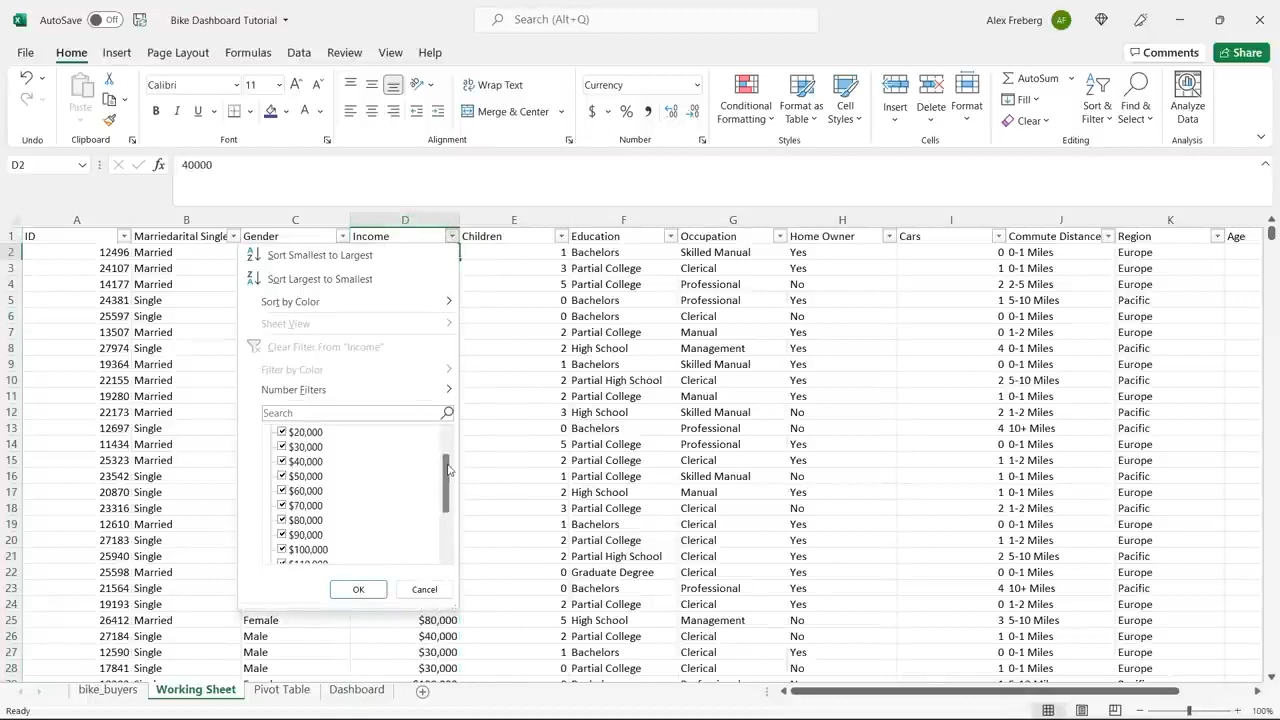 AutoSave Off Bike Dashboard Tutorial Search (Alt+Q) Alex Freberg AF
File Home Insert Page Layout Formulas Data Review View Help Comments Share
Calibri 11 Wrap Text Currency AutoSum
Paste Merge & Center $ % Conditional Formatting Format as Table Cell Styles Insert Delete Format Fill Clear Sort & Filter Find & Select Analyze Data
Undo Clipboard Font Alignment Number Styles Cells Editing Analysis
D2 fx 40000
A B C D E F G H I J K
1 ID Marriedarital Single Gender Income Children Education Occupation Home Owner Cars Commute Distance Region Age
2 12496 Married 1 Bachelors Skilled Manual Yes 0 0-1 Miles Europe
3 24107 Married 3 Partial College Clerical Yes 1 0-1 Miles Europe
4 14177 Married 5 Partial College Professional No 2 2-5 Miles Europe
5 24381 Single 0 Bachelors Professional Yes 1 5-10 Miles Pacific
6 25597 Single 0 Bachelors Clerical No 0 0-1 Miles Europe
7 13507 Married 2 Partial College Manual Yes 0 1-2 Miles Europe
8 27974 Single 2 High School Management Yes 4 0-1 Miles Pacific
9 19364 Married 1 Bachelors Skilled Manual Yes 0 0-1 Miles Europe
10 22155 Married 2 Partial High School Clerical Yes 2 5-10 Miles Pacific
11 19280 Married 2 Partial College Manual Yes 1 0-1 Miles Europe
12 22173 Married 3 High School Skilled Manual No 2 1-2 Miles Pacific
13 12697 Single 0 Bachelors Professional No 4 10+ Miles Pacific
14 11434 Married 5 Partial College Professional Yes 0 0-1 Miles Europe
15 25323 Married 2 Partial College Clerical Yes 1 1-2 Miles Europe
16 23542 Single 1 Partial College Skilled Manual No 1 0-1 Miles Pacific
17 20870 Single 2 High School Manual Yes 1 0-1 Miles Europe
18 23316 Single 3 Partial College Clerical No 2 1-2 Miles Pacific
19 12610 Married 1 Bachelors Clerical Yes 0 0-1 Miles Europe
20 27183 Single 2 Partial College Clerical Yes 1 1-2 Miles Europe
21 25940 Single 2 Partial High School Clerical Yes 2 5-10 Miles Pacific
22 25598 Married 0 Graduate Degree Clerical Yes 0 0-1 Miles Europe
23 21564 Single 0 Bachelors Professional Yes 4 10+ Miles Pacific
24 19193 Single 2 Partial College Clerical Yes 0 1-2 Miles Europe
25 26412 Married Female $80,000 5 High School Management No 3 5-10 Miles Europe
26 27184 Single Male $40,000 2 Partial College Clerical No 1 0-1 Miles Europe
27 12590 Single Male $30,000 1 Bachelors Clerical Yes 0 0-1 Miles Europe
28 17841 Single Male $30,000 0 Partial College Clerical No 1 0-1 Miles Europe
Sort Smallest to Largest
Sort Largest to Smallest
Sort by Color
Sheet View
Clear Filter From "Income"
Filter by Color
Number Filters
Search
$20,000
$30,000
$40,000
$50,000
$60,000
$70,000
$80,000
$90,000
$100,000
OK Cancel
bike_buyers Working Sheet Pivot Table Dashboard
Ready 100%